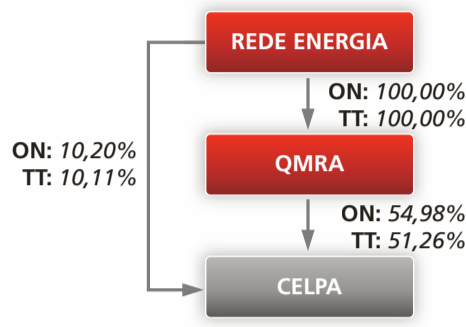 REDE ENERGIA
ON: 100,00%
TT: 100,00%
ON: 10,20%
TT: 10,11%
QMRA
ON: 54,98%
TT: 51,26%
CELPA